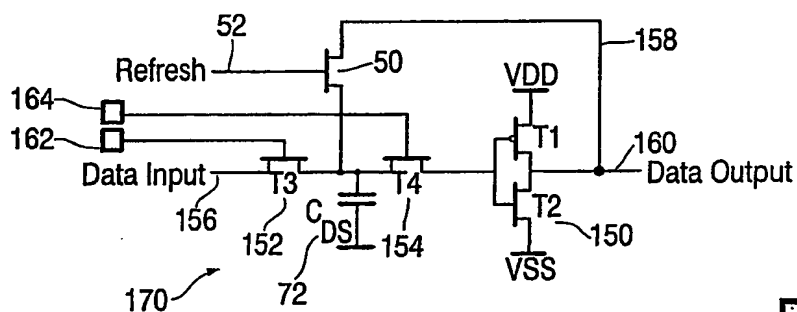 52
158
Refresh
50
VDD
164
162
T1
160
Data Input
T3
T4
Data Output
156
C
DS
T2
152
154
150
72
VSS
170